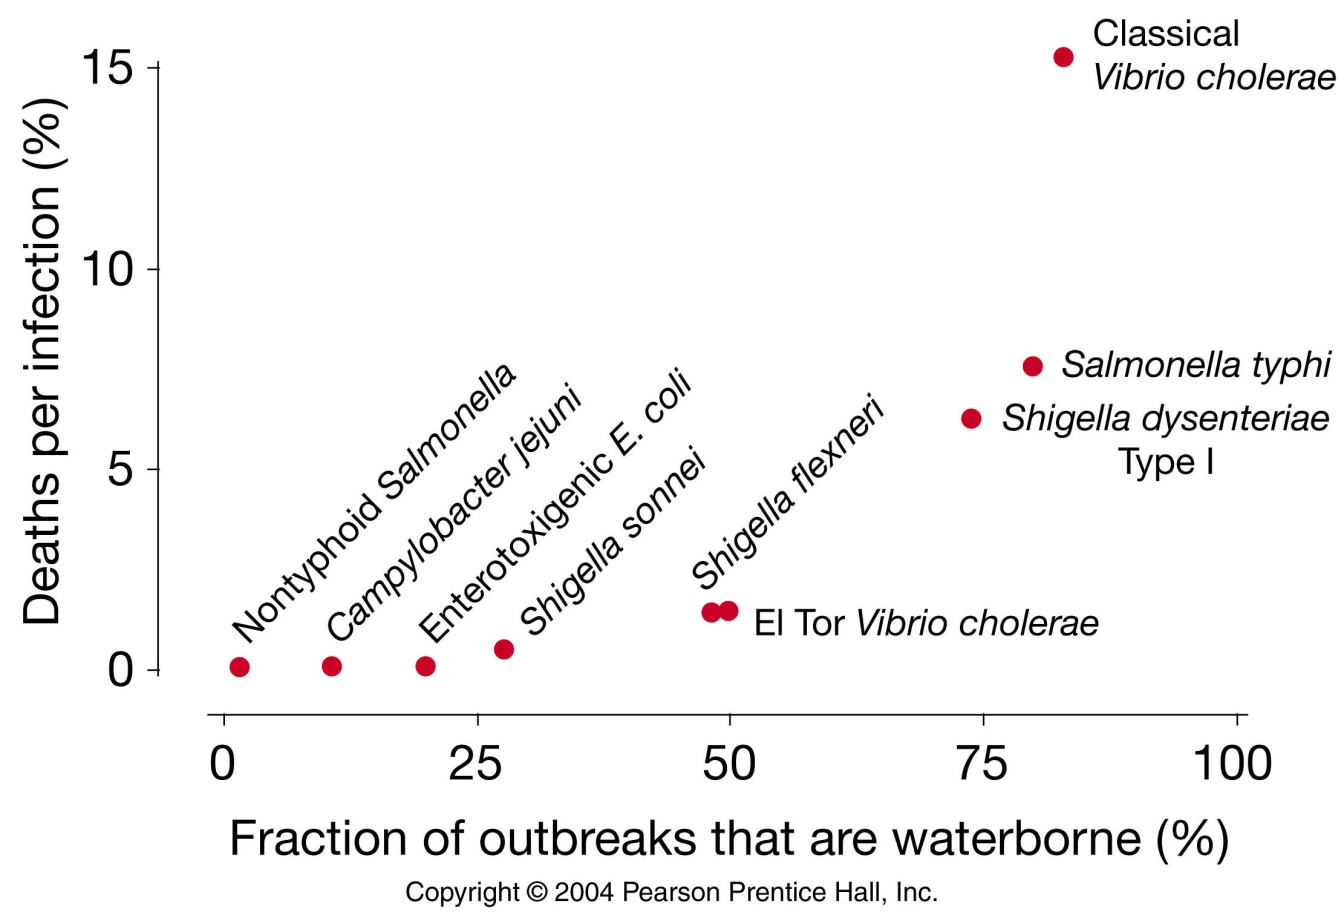 Classical
Vibrio cholerae
15
10
5
0
Deaths per infection (%)
Salmonella typhi
Shigella dysenteriae
Type I
Nontyphoid Salmonella
Campylobacter jejuni
Enterotoxigenic E. coli
Shigella sonnei
Shigella flexneri
El Tor Vibrio cholerae
0 25 50 75 100
Fraction of outbreaks that are waterborne (%)
Copyright © 2004 Pearson Prentice Hall, Inc.